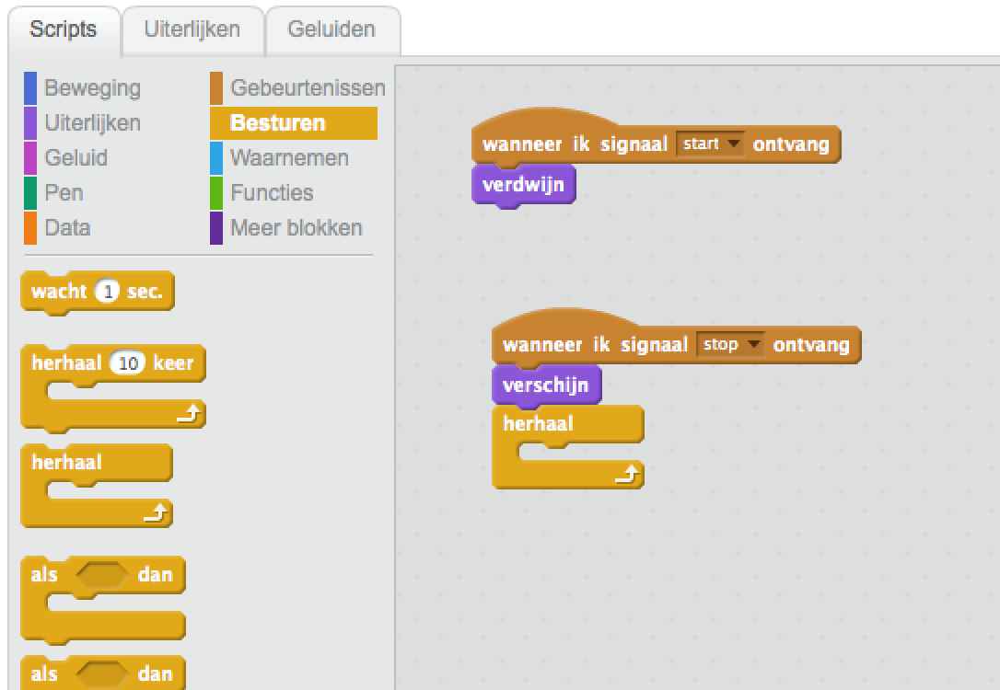 Scripts Uiterlijken Geluiden
Beweging Gebeurtenissen
Uiterlijken Besturen
Geluid Waarnemen
Pen Functies
Data Meer blokken
wacht 1 sec.
herhaal 10 keer
herhaal
als dan
als dan
wanneer ik signaal start ontvang
verdwijn
wanneer ik signaal stop ontvang
verschijn
herhaal